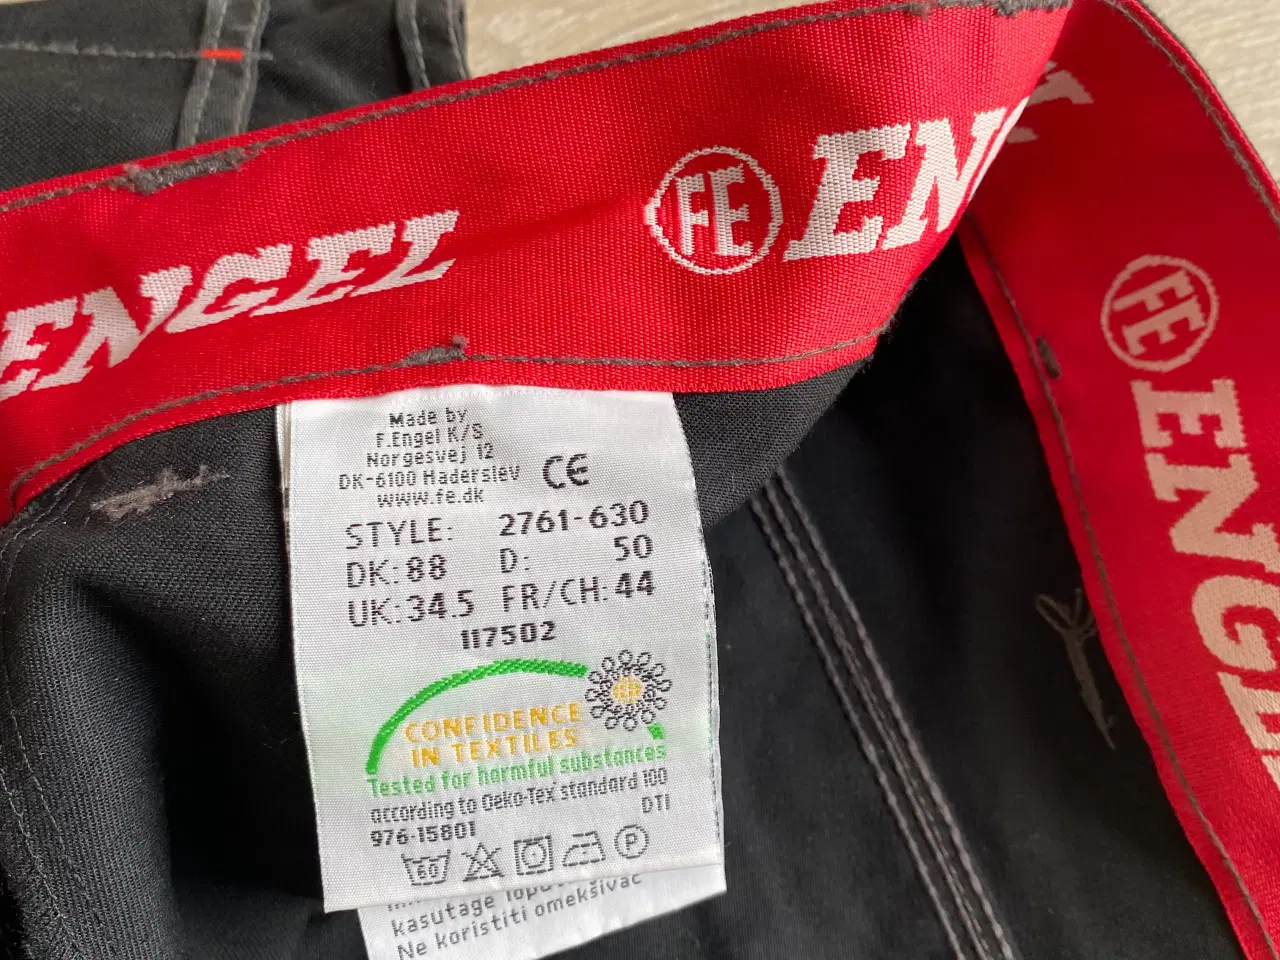 ENGEL
FE ENG
FE ENGEL
Made by
F.Engel K/S
Norgesvej 12
DK-6100 Haderslev
www.fe.dk
CE
STYLE: 2761-630
DK: 88 D: 50
UK: 34.5 FR/CH: 44
117502
CONFIDENCE
IN TEXTILES
Tested for harmful substances
according to Oeko-Tex standard 100
976-15801 DTI
60 P
kasutage
Ne koristiti omekšivač